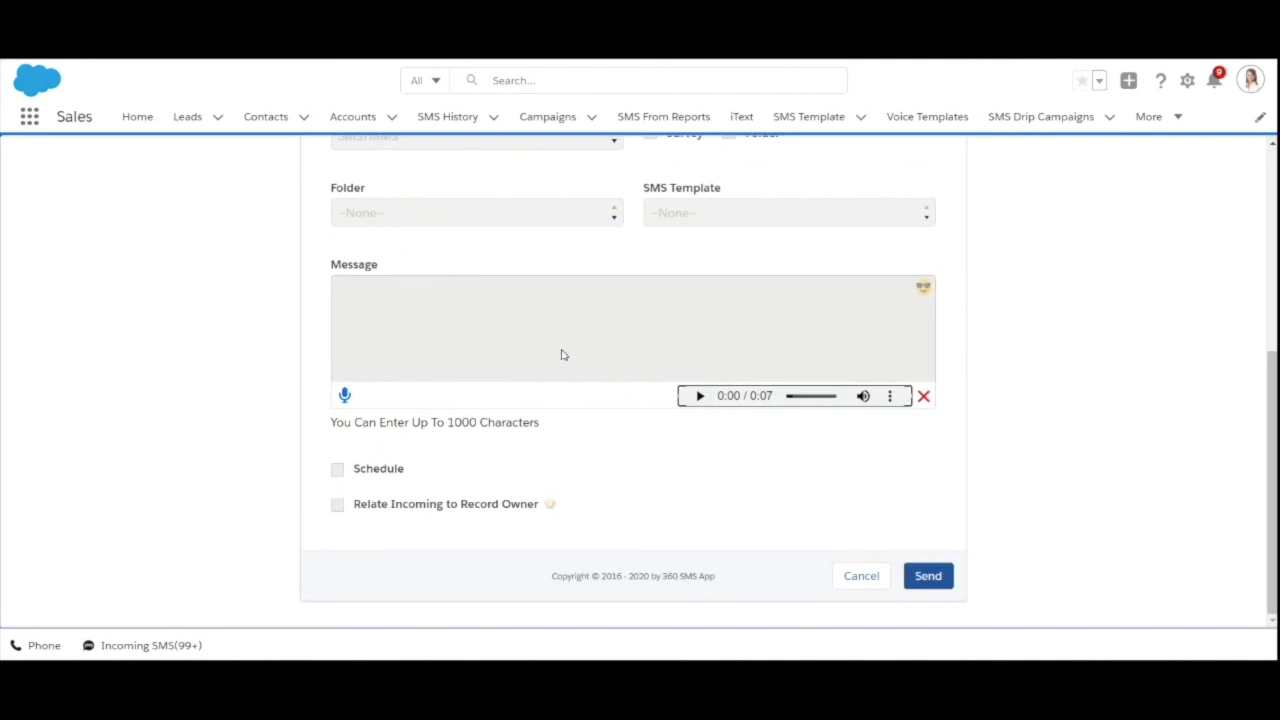 All
Search...
9
Sales
Home
Leads
Contacts
Accounts
SMS History
Campaigns
SMS From Reports
iText
SMS Template
Voice Templates
SMS Drip Campaigns
More
Folder
SMS Template
--None--
--None--
Message
0:00 / 0:07
You Can Enter Up To 1000 Characters
Schedule
Relate Incoming to Record Owner
Copyright © 2016 - 2020 by 360 SMS App
Cancel
Send
Phone
Incoming SMS(99+)